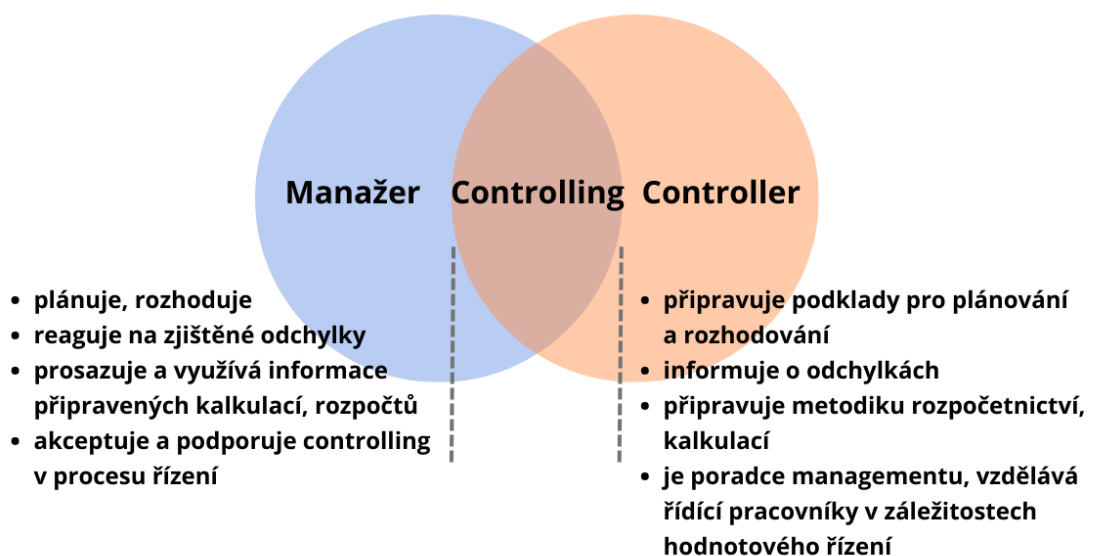 Manažer
Controlling
Controller
• plánuje, rozhoduje
• reaguje na zjištěné odchylky
• prosazuje a využívá informace
připravených kalkulací, rozpočtů
• akceptuje a podporuje controlling
v procesu řízení
• připravuje podklady pro plánování
a rozhodování
• informuje o odchylkách
• připravuje metodiku rozpočetnictví,
kalkulací
• je poradce managementu, vzdělává
řídící pracovníky v záležitostech
hodnotového řízení